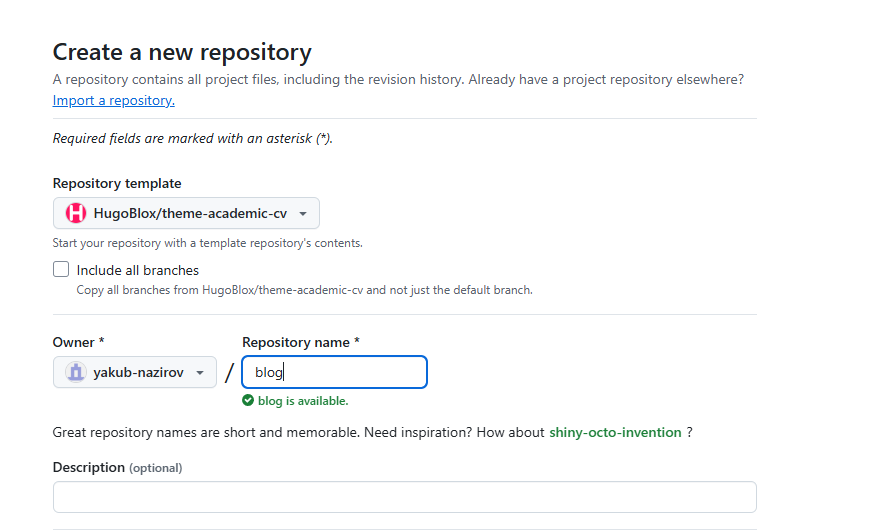 Create a new repository
A repository contains all project files, including the revision history. Already have a project repository elsewhere?
Import a repository.
Required fields are marked with an asterisk (*).
Repository template
HugoBlox/theme-academic-cv
Start your repository with a template repository's contents.
Include all branches
Copy all branches from HugoBlox/theme-academic-cv and not just the default branch.
Owner * Repository name *
yakub-nazirov / blog
blog is available.
Great repository names are short and memorable. Need inspiration? How about shiny-octo-invention ?
Description (optional)